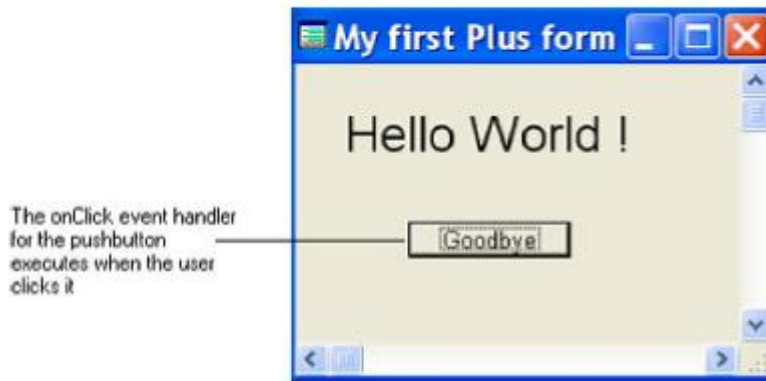 My first Plus form
Hello World !
The onClick event handler
for the pushbutton
executes when the user
clicks it
Goodbye